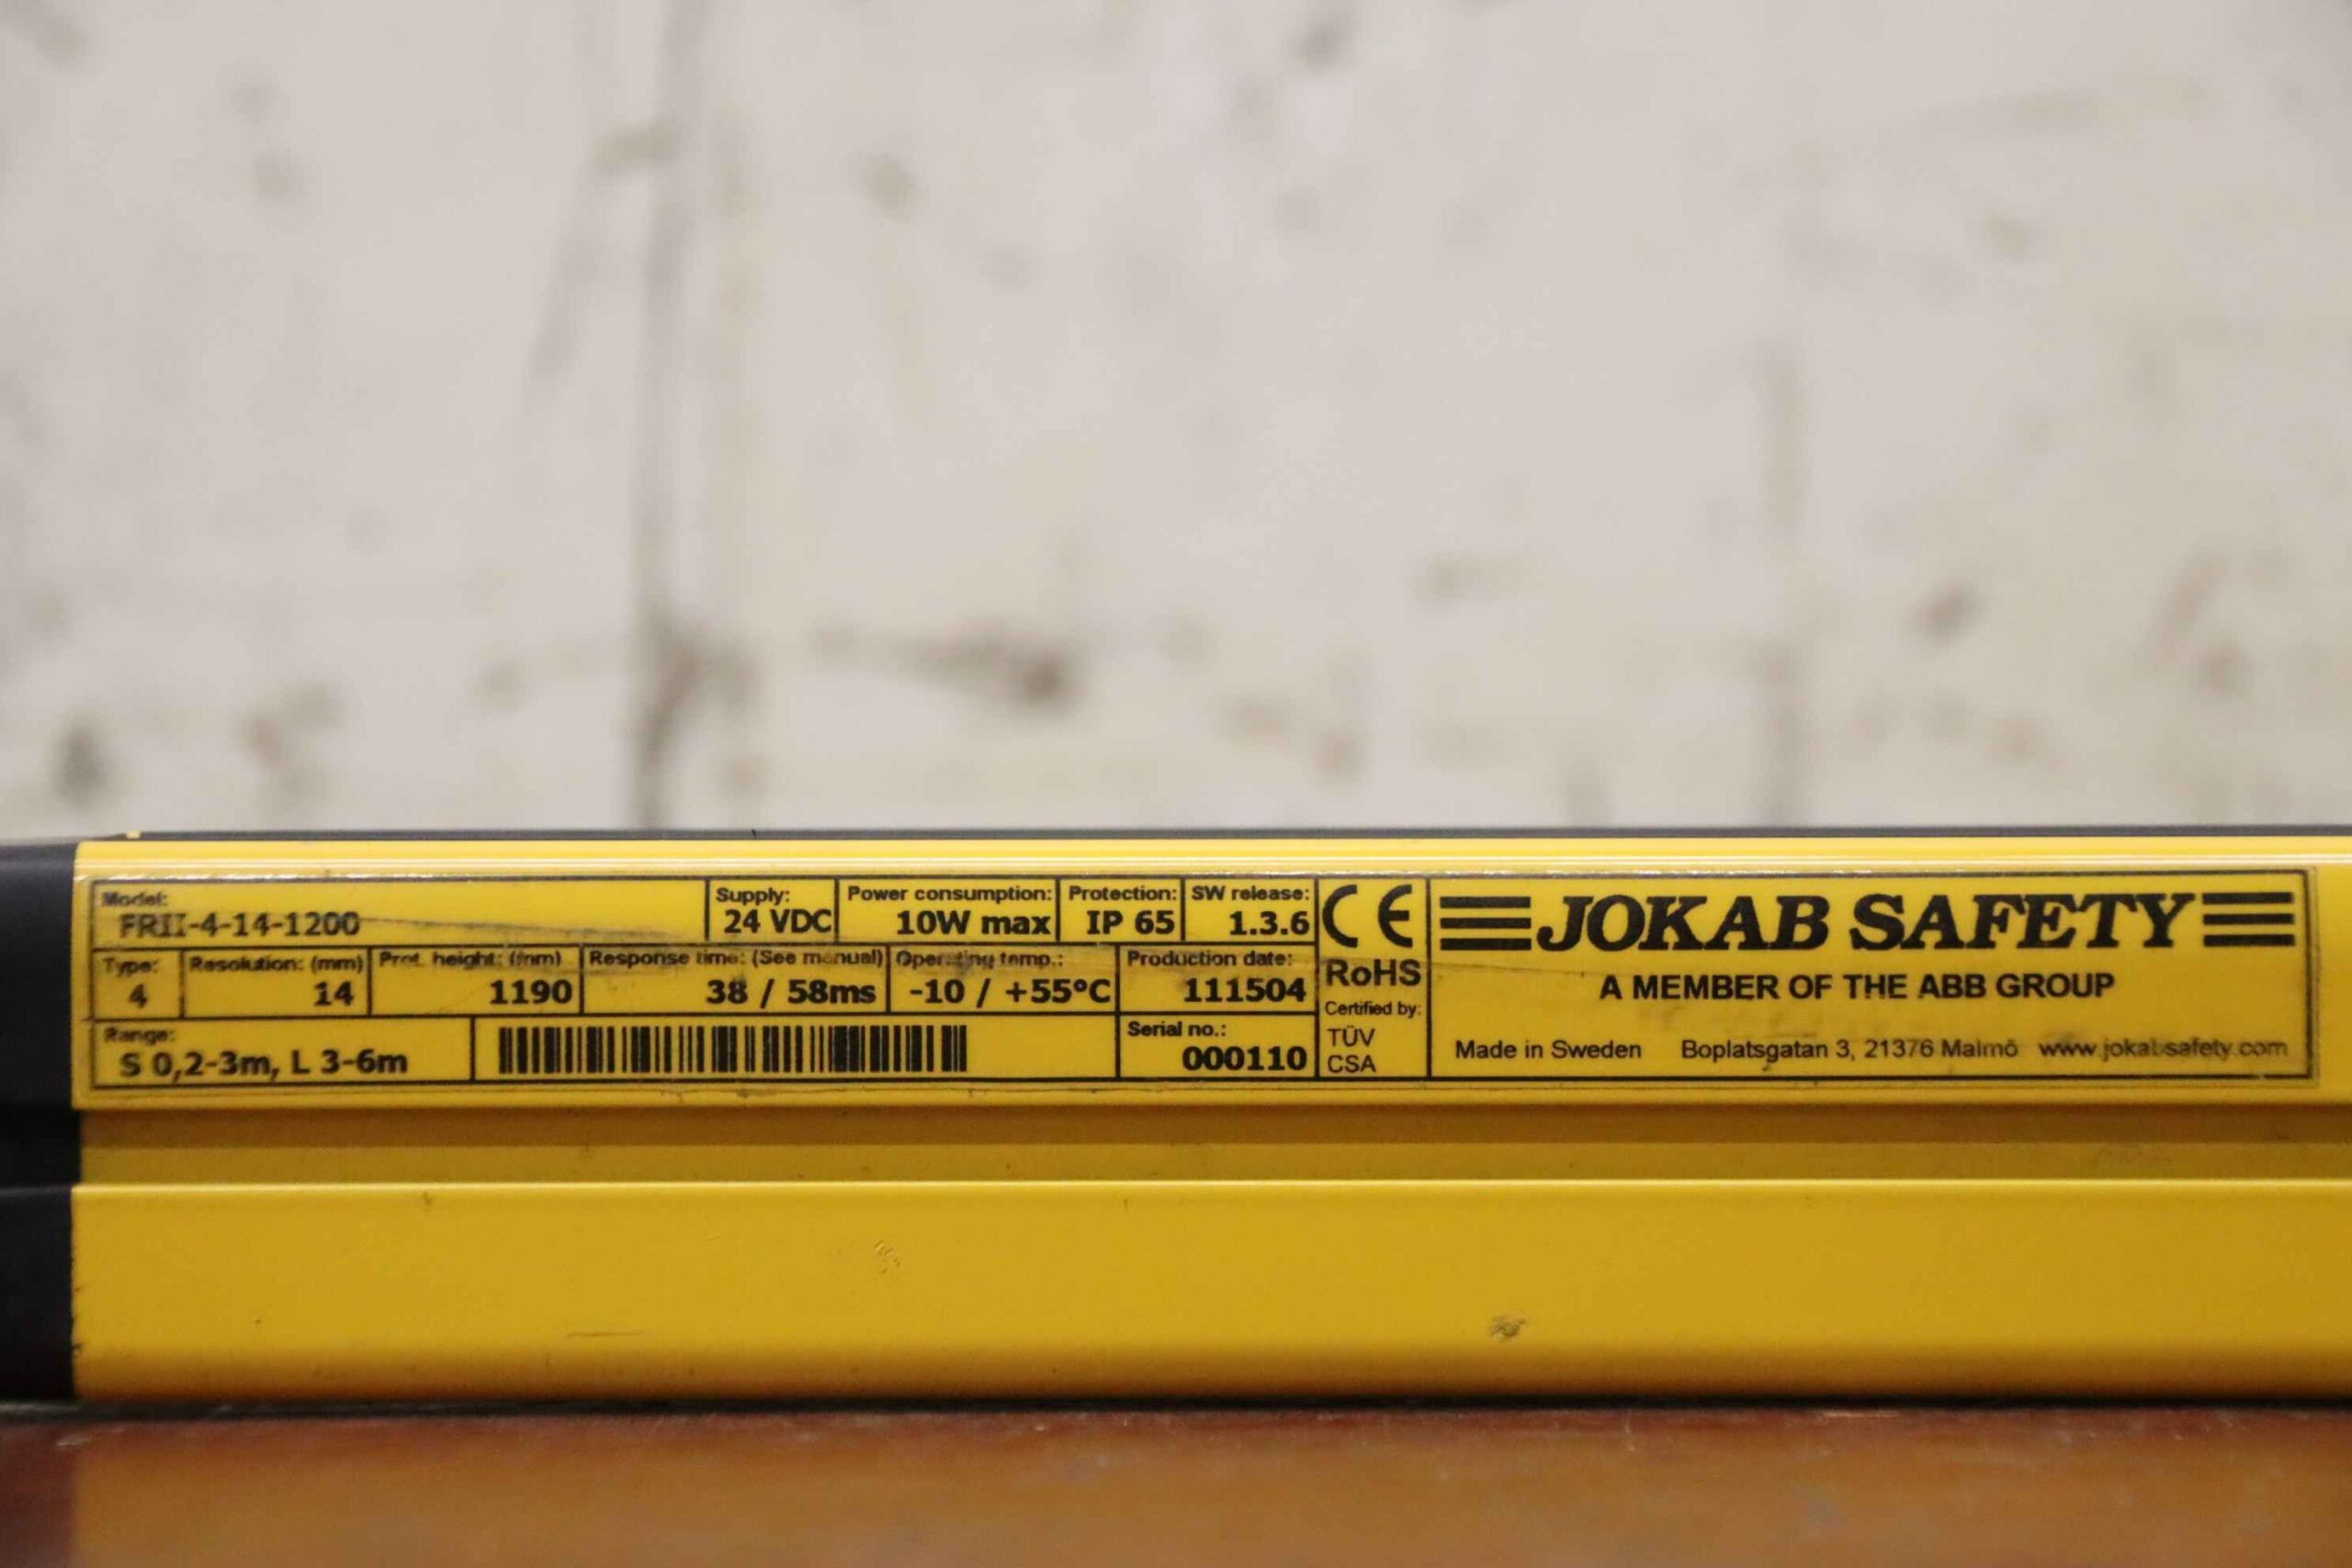 Model:
FRII-4-14-1200
Supply:
24 VDC
Power consumption:
10W max
Protection:
IP 65
SW release:
1.3.6
Type:
4
Resolution: (mm)
14
Prot. height: (mm)
1190
Response time: (See manual)
38 / 58ms
Operating temp.:
-10 / +55°C
Production date:
111504
Range:
S 0,2-3m, L 3-6m
Serial no.:
000110
CE
RoHS
Certified by:
TÜV
CSA
JOKAB SAFETY
A MEMBER OF THE ABB GROUP
Made in Sweden Boplatsgatan 3, 21376 Malmö www.jokabsafety.com